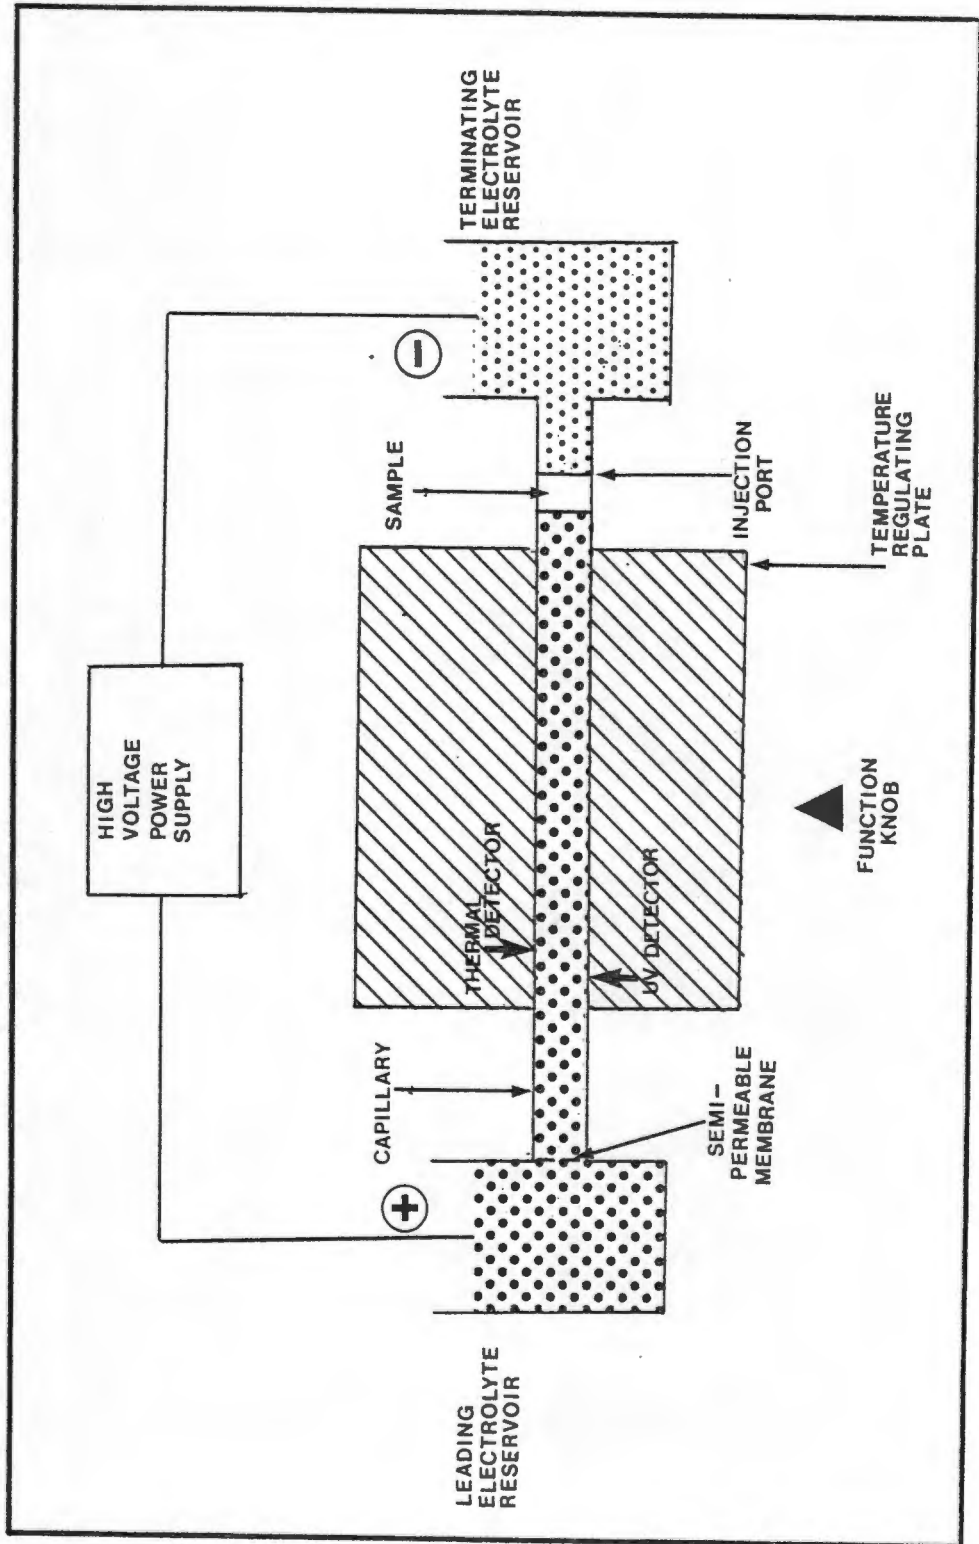 HIGH
VOLTAGE
POWER
SUPPLY
LEADING
ELECTROLYTE
RESERVOIR
+
CAPILLARY
THERMAL
DETECTOR
SAMPLE
−
TERMINATING
ELECTROLYTE
RESERVOIR
SEMI-
PERMEABLE
MEMBRANE
UV DETECTOR
INJECTION
PORT
FUNCTION
KNOB
TEMPERATURE
REGULATING
PLATE